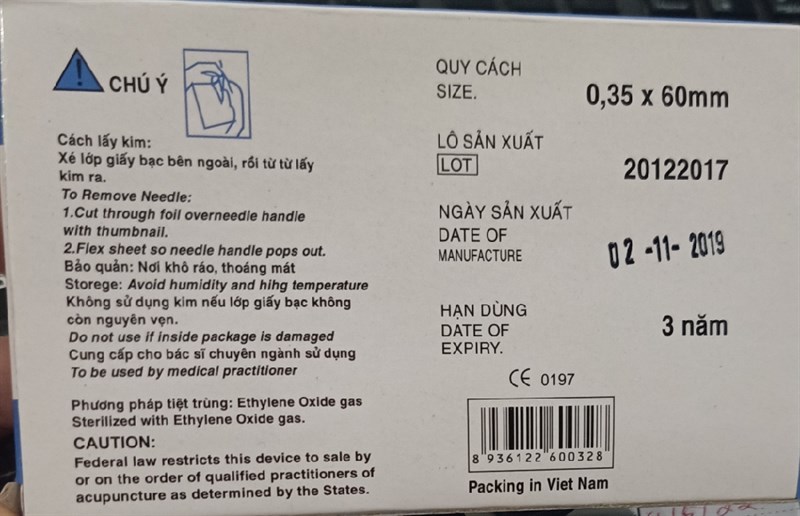 CHÚ Ý
Cách lấy kim:
Xé lớp giấy bạc bên ngoài, rồi từ từ lấy
kim ra.
To Remove Needle:
1.Cut through foil overneedle handle
with thumbnail.
2.Flex sheet so needle handle pops out.
Bảo quản: Nơi khô ráo, thoáng mát
Storege: Avoid humidity and hihg temperature
Không sử dụng kim nếu lớp giấy bạc không
còn nguyên vẹn.
Do not use if inside package is damaged
Cung cấp cho bác sĩ chuyên ngành sử dụng
To be used by medical practitioner
Phương pháp tiệt trùng: Ethylene Oxide gas
Sterilized with Ethylene Oxide gas.
CAUTION:
Federal law restricts this device to sale by
or on the order of qualified practitioners of
acupuncture as determined by the States.
QUY CÁCH
SIZE.
0,35 x 60mm
LÔ SẢN XUẤT
LOT
20122017
NGÀY SẢN XUẤT
DATE OF
MANUFACTURE
02 -11- 2019
HẠN DÙNG
DATE OF
EXPIRY.
3 năm
CE 0197
8 936122 600328
Packing in Viet Nam